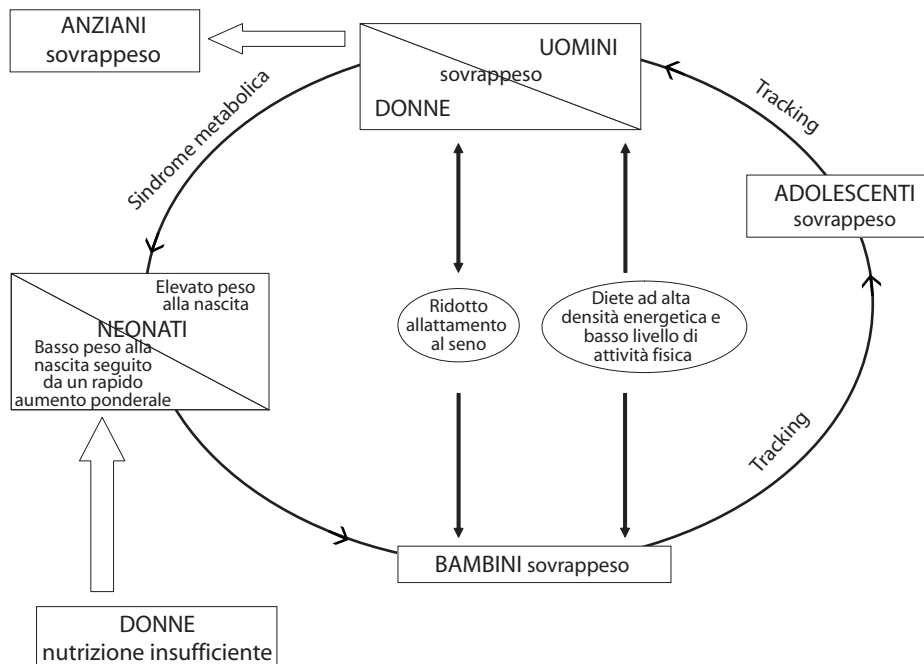 ANZIANI
sovrappeso
UOMINI
sovrappeso
DONNE
Sindrome metabolica
Tracking
ADOLESCENTI
sovrappeso
Elevato peso
alla nascita
NEONATI
Basso peso alla
nascita seguito
da un rapido
aumento ponderale
Ridotto
allattamento
al seno
Diete ad alta
densità energetica e
basso livello di
attività fisica
Tracking
BAMBINI sovrappeso
DONNE
nutrizione insufficiente